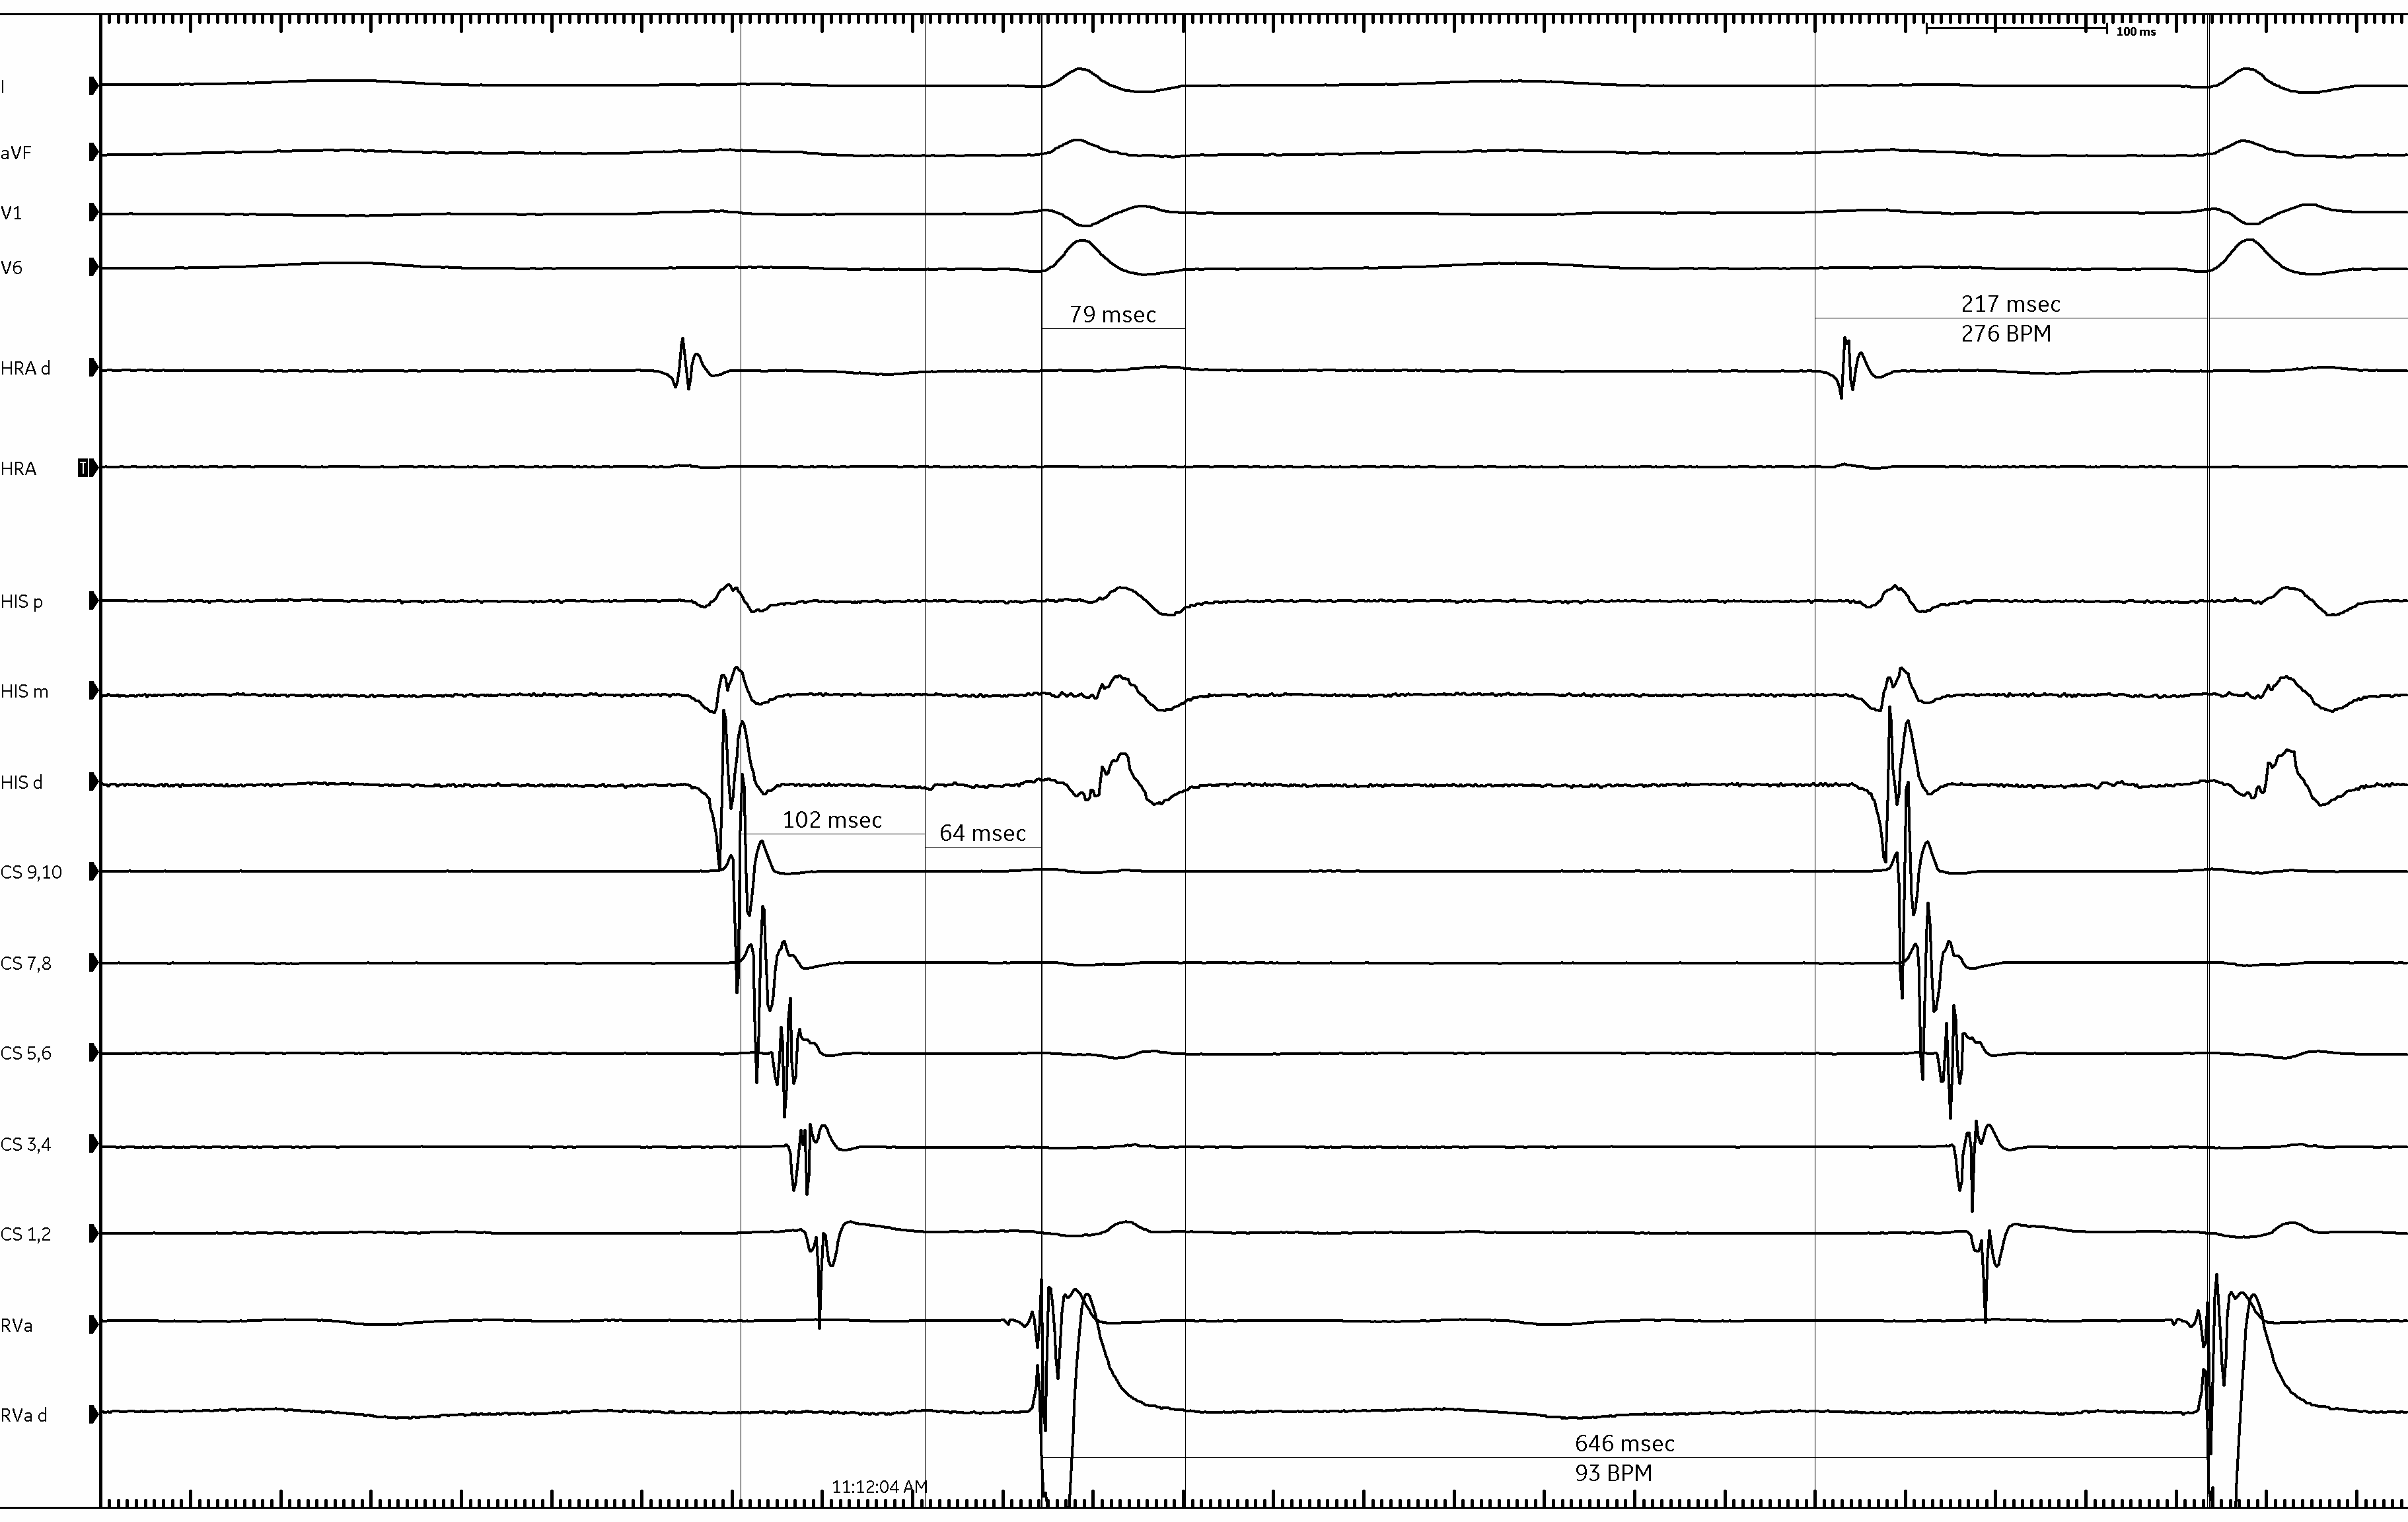 100 ms
I
aVF
V1
V6
79 msec
217 msec
276 BPM
HRA d
HRA
T
HIS p
HIS m
HIS d
102 msec
64 msec
CS 9,10
CS 7,8
CS 5,6
CS 3,4
CS 1,2
RVa
RVa d
646 msec
93 BPM
11:12:04 AM